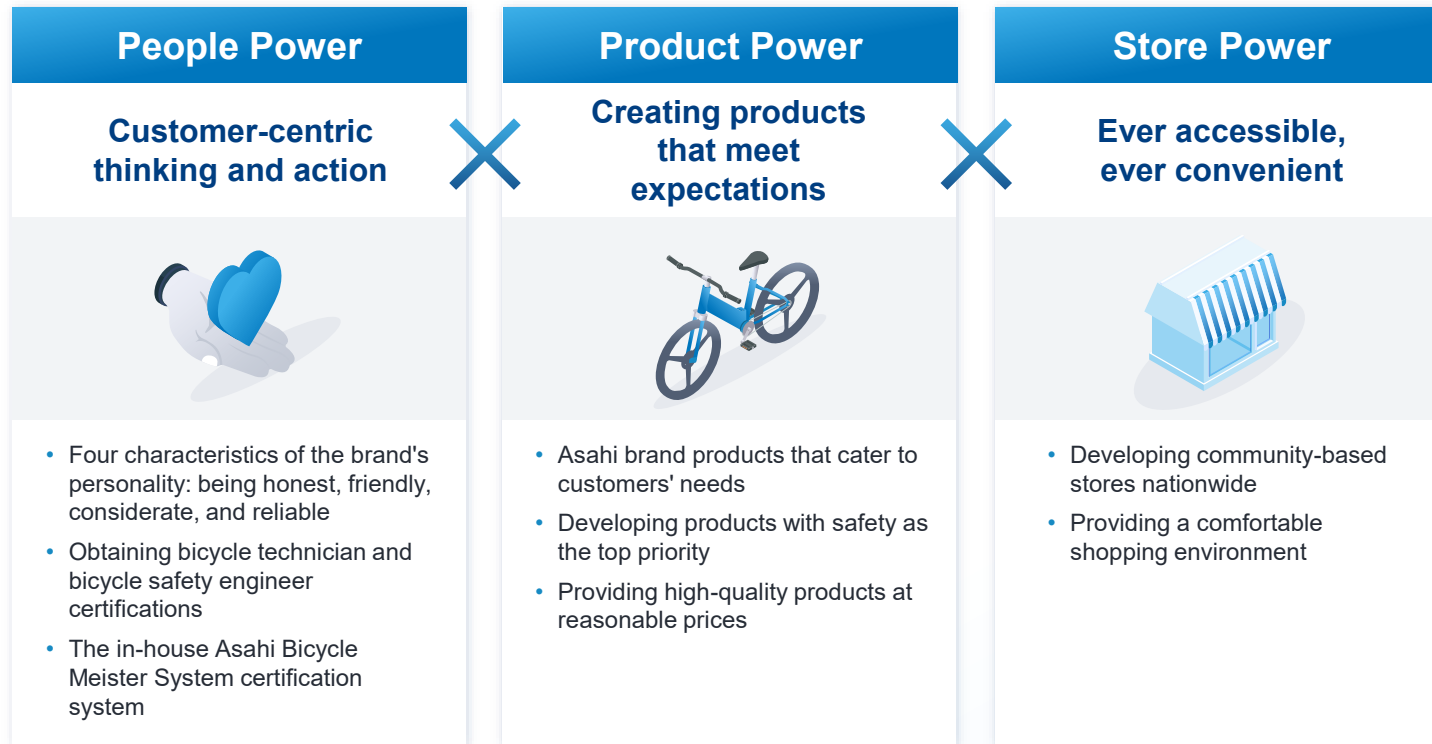 People Power
Customer-centric
thinking and action
• Four characteristics of the brand's
personality: being honest, friendly,
considerate, and reliable
• Obtaining bicycle technician and
bicycle safety engineer
certifications
• The in-house Asahi Bicycle
Meister System certification
system
Product Power
Creating products
that meet
expectations
• Asahi brand products that cater to
customers' needs
• Developing products with safety as
the top priority
• Providing high-quality products at
reasonable prices
Store Power
Ever accessible,
ever convenient
• Developing community-based
stores nationwide
• Providing a comfortable
shopping environment